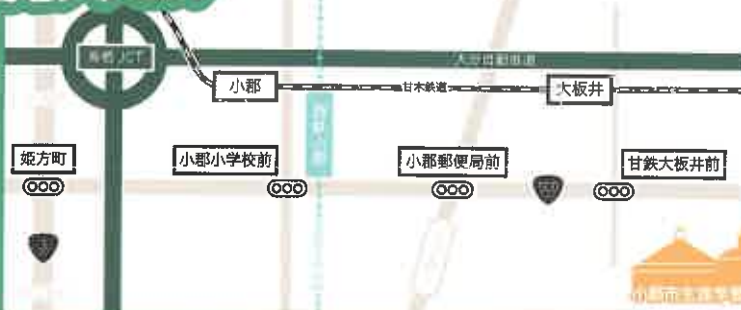 鳥栖JCT
大分自動車道
小郡
甘木鉄道
大板井
姫方町
小郡小学校前
小郡郵便局前
甘鉄大板井前